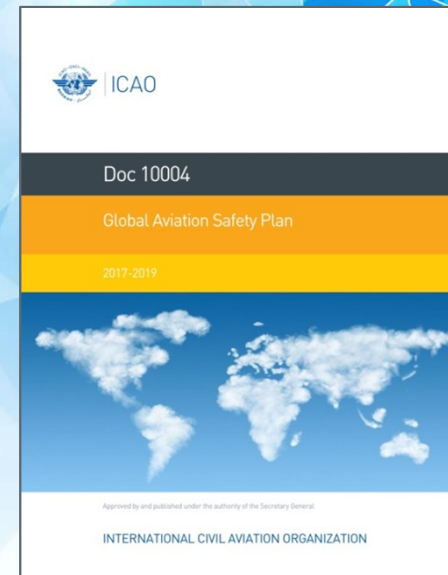 ICAO
Doc 10004
Global Aviation Safety Plan
2017-2019
Approved by and published under the authority of the Secretary General
INTERNATIONAL CIVIL AVIATION ORGANIZATION